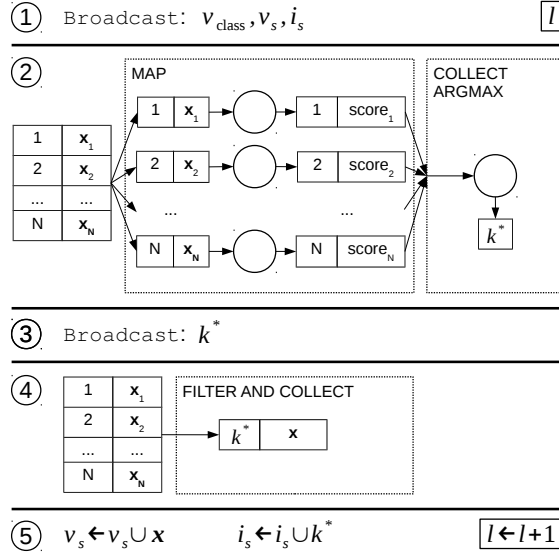 ① Broadcast: v_class, v_s, i_s l
②
MAP COLLECT
ARGMAX
1 x_1 1 x_1 1 score_1
2 x_2 2 x_2 2 score_2
... ... ... ...
N x_N N x_N N score_N
k*
③ Broadcast: k*
④
1 x_1 FILTER AND COLLECT
2 x_2 k* x
... ...
N x_N
⑤ v_s ← v_s ∪ x i_s ← i_s ∪ k* l ← l+1